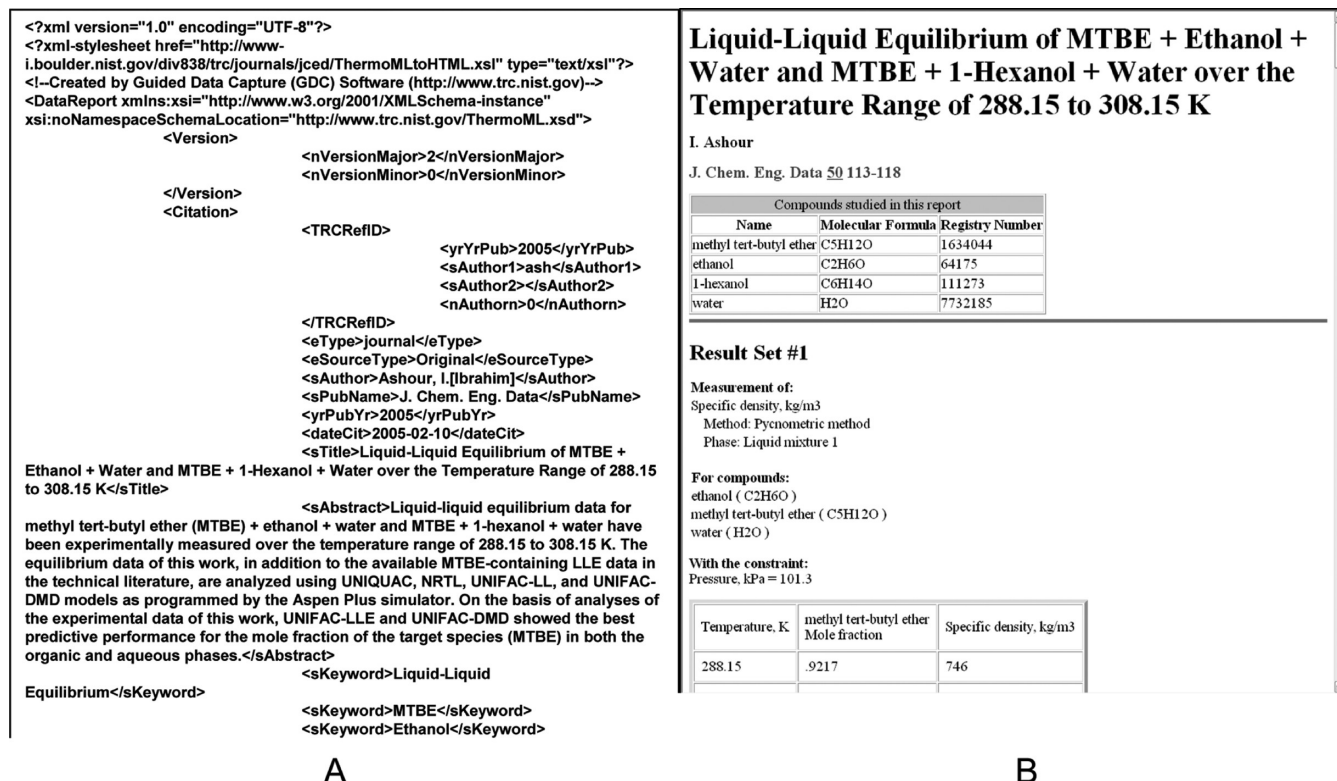 <?xml version="1.0" encoding="UTF-8"?>
<?xml-stylesheet href="http://www-
i.boulder.nist.gov/div838/trc/journals/jced/ThermoMLtoHTML.xsl" type="text/xsl"?>
<!--Created by Guided Data Capture (GDC) Software (http://www.trc.nist.gov)-->
<DataReport xmlns:xsi="http://www.w3.org/2001/XMLSchema-instance"
xsi:noNamespaceSchemaLocation="http://www.trc.nist.gov/ThermoML.xsd">
<Version>
<nVersionMajor>2</nVersionMajor>
<nVersionMinor>0</nVersionMinor>
</Version>
<Citation>
<TRCRefID>
<yrYrPub>2005</yrYrPub>
<sAuthor1>ash</sAuthor1>
<sAuthor2></sAuthor2>
<nAuthorn>0</nAuthorn>
</TRCRefID>
<eType>journal</eType>
<eSourceType>Original</eSourceType>
<sAuthor>Ashour, I.[Ibrahim]</sAuthor>
<sPubName>J. Chem. Eng. Data</sPubName>
<yrPubYr>2005</yrPubYr>
<dateCit>2005-02-10</dateCit>
<sTitle>Liquid-Liquid Equilibrium of MTBE +
Ethanol + Water and MTBE + 1-Hexanol + Water over the Temperature Range of 288.15
to 308.15 K</sTitle>
<sAbstract>Liquid-liquid equilibrium data for
methyl tert-butyl ether (MTBE) + ethanol + water and MTBE + 1-hexanol + water have
been experimentally measured over the temperature range of 288.15 to 308.15 K. The
equilibrium data of this work, in addition to the available MTBE-containing LLE data in
the technical literature, are analyzed using UNIQUAC, NRTL, UNIFAC-LL, and UNIFAC-
DMD models as programmed by the Aspen Plus simulator. On the basis of analyses of
the experimental data of this work, UNIFAC-LLE and UNIFAC-DMD showed the best
predictive performance for the mole fraction of the target species (MTBE) in both the
organic and aqueous phases.</sAbstract>
<sKeyword>Liquid-Liquid
Equilibrium</sKeyword>
<sKeyword>MTBE</sKeyword>
<sKeyword>Ethanol</sKeyword>
A
Liquid-Liquid Equilibrium of MTBE + Ethanol +
Water and MTBE + 1-Hexanol + Water over the
Temperature Range of 288.15 to 308.15 K
I. Ashour
J. Chem. Eng. Data 50 113-118
Compounds studied in this report
Name Molecular Formula Registry Number
methyl tert-butyl ether C5H12O 1634044
ethanol C2H6O 64175
1-hexanol C6H14O 111273
water H2O 7732185
Result Set #1
Measurement of:
Specific density, kg/m3
Method: Pycnometric method
Phase: Liquid mixture 1
For compounds:
ethanol ( C2H6O )
methyl tert-butyl ether ( C5H12O )
water ( H2O )
With the constraint:
Pressure, kPa = 101.3
Temperature, K methyl tert-butyl ether Specific density, kg/m3
Mole fraction
288.15 .9217 746
B